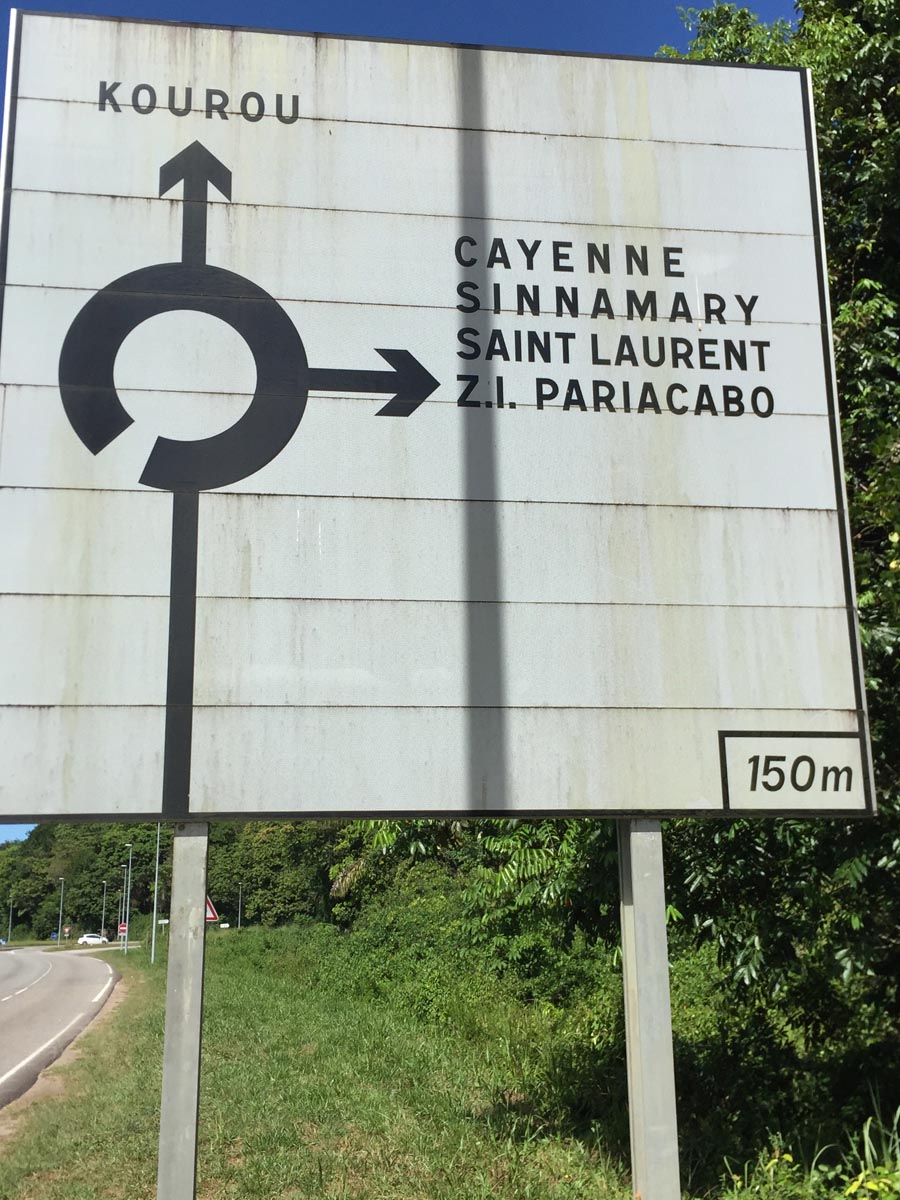 KOUROU
CAYENNE
SINNAMARY
SAINT LAURENT
Z.I. PARIACABO
150m